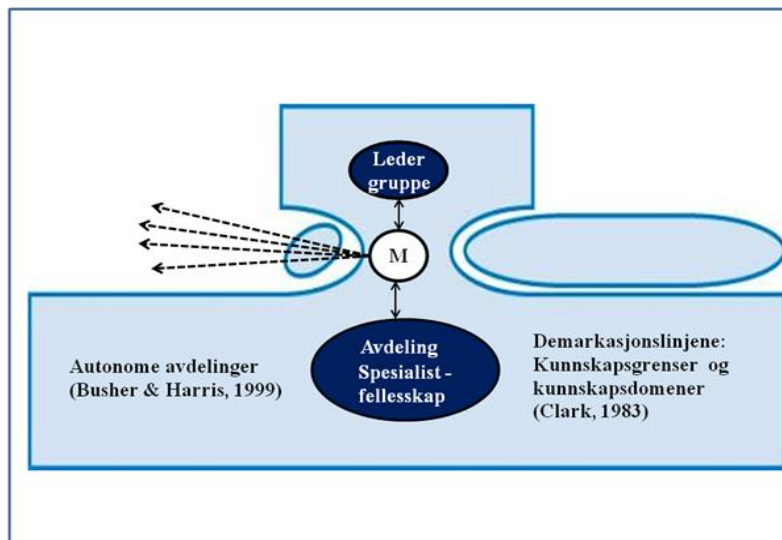 Leder
gruppe
M
Avdeling
Spesialist -
fellesskap
Autonome avdelinger
(Busher & Harris, 1999)
Demarkasjonslinjene:
Kunnskapsgrenser og
kunnskapsdomener
(Clark, 1983)